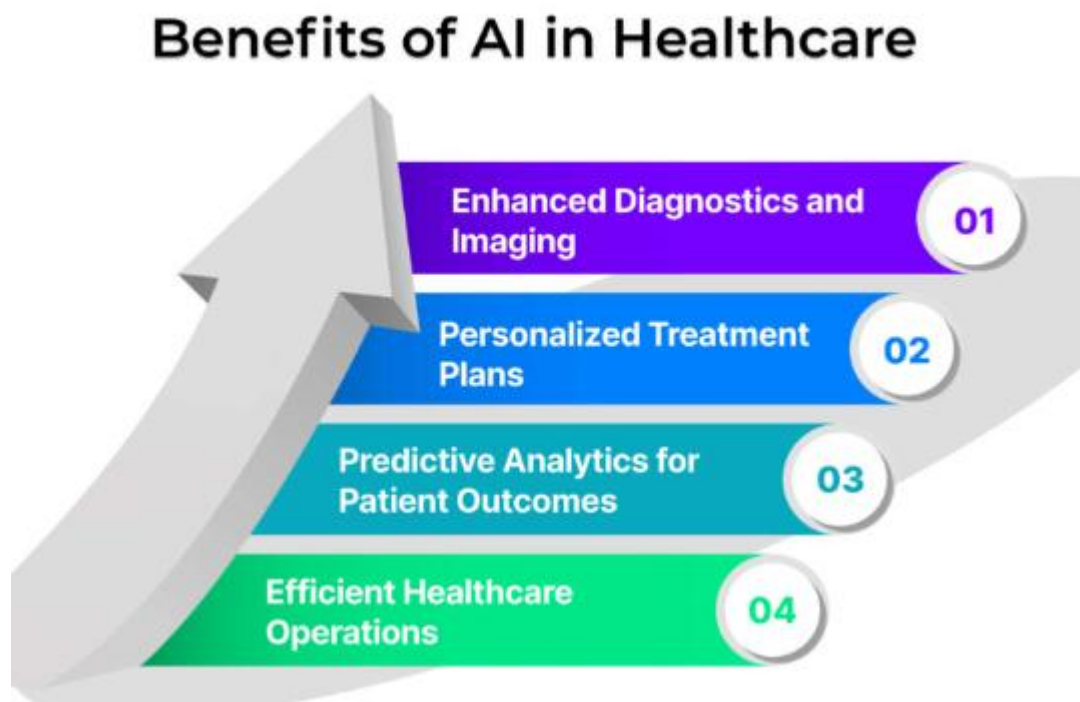 Benefits of AI in Healthcare
Enhanced Diagnostics and
Imaging
01
Personalized Treatment
Plans
02
Predictive Analytics for
Patient Outcomes
03
Efficient Healthcare
Operations
04